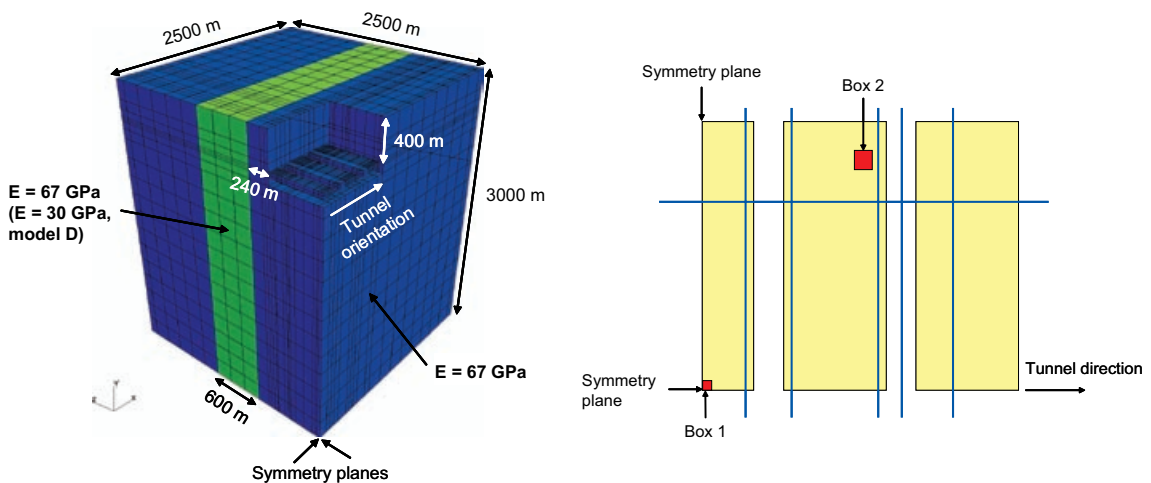 2500 m
2500 m
400 m
240 m
3000 m
E = 67 GPa
(E = 30 GPa,
model D)
Tunnel
orientation
E = 67 GPa
600 m
Symmetry planes
Symmetry plane
Box 2
Tunnel direction
Symmetry
plane
Box 1